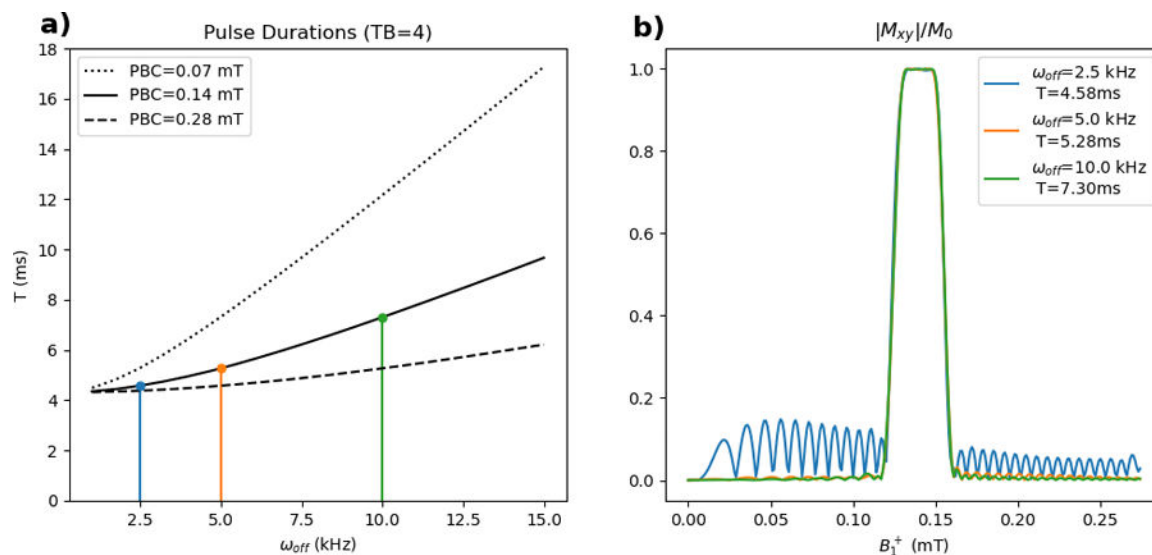 a)
Pulse Durations (TB=4)
PBC=0.07 mT
PBC=0.14 mT
PBC=0.28 mT
18
16
14
12
10
8
6
4
2
0
T (ms)
2.5
5.0
7.5
10.0
12.5
15.0
ω_off (kHz)
b)
|M_xy|/M_0
ω_off=2.5 kHz
T=4.58ms
ω_off=5.0 kHz
T=5.28ms
ω_off=10.0 kHz
T=7.30ms
1.0
0.8
0.6
0.4
0.2
0.0
0.00
0.05
0.10
0.15
0.20
0.25
B_1^+ (mT)